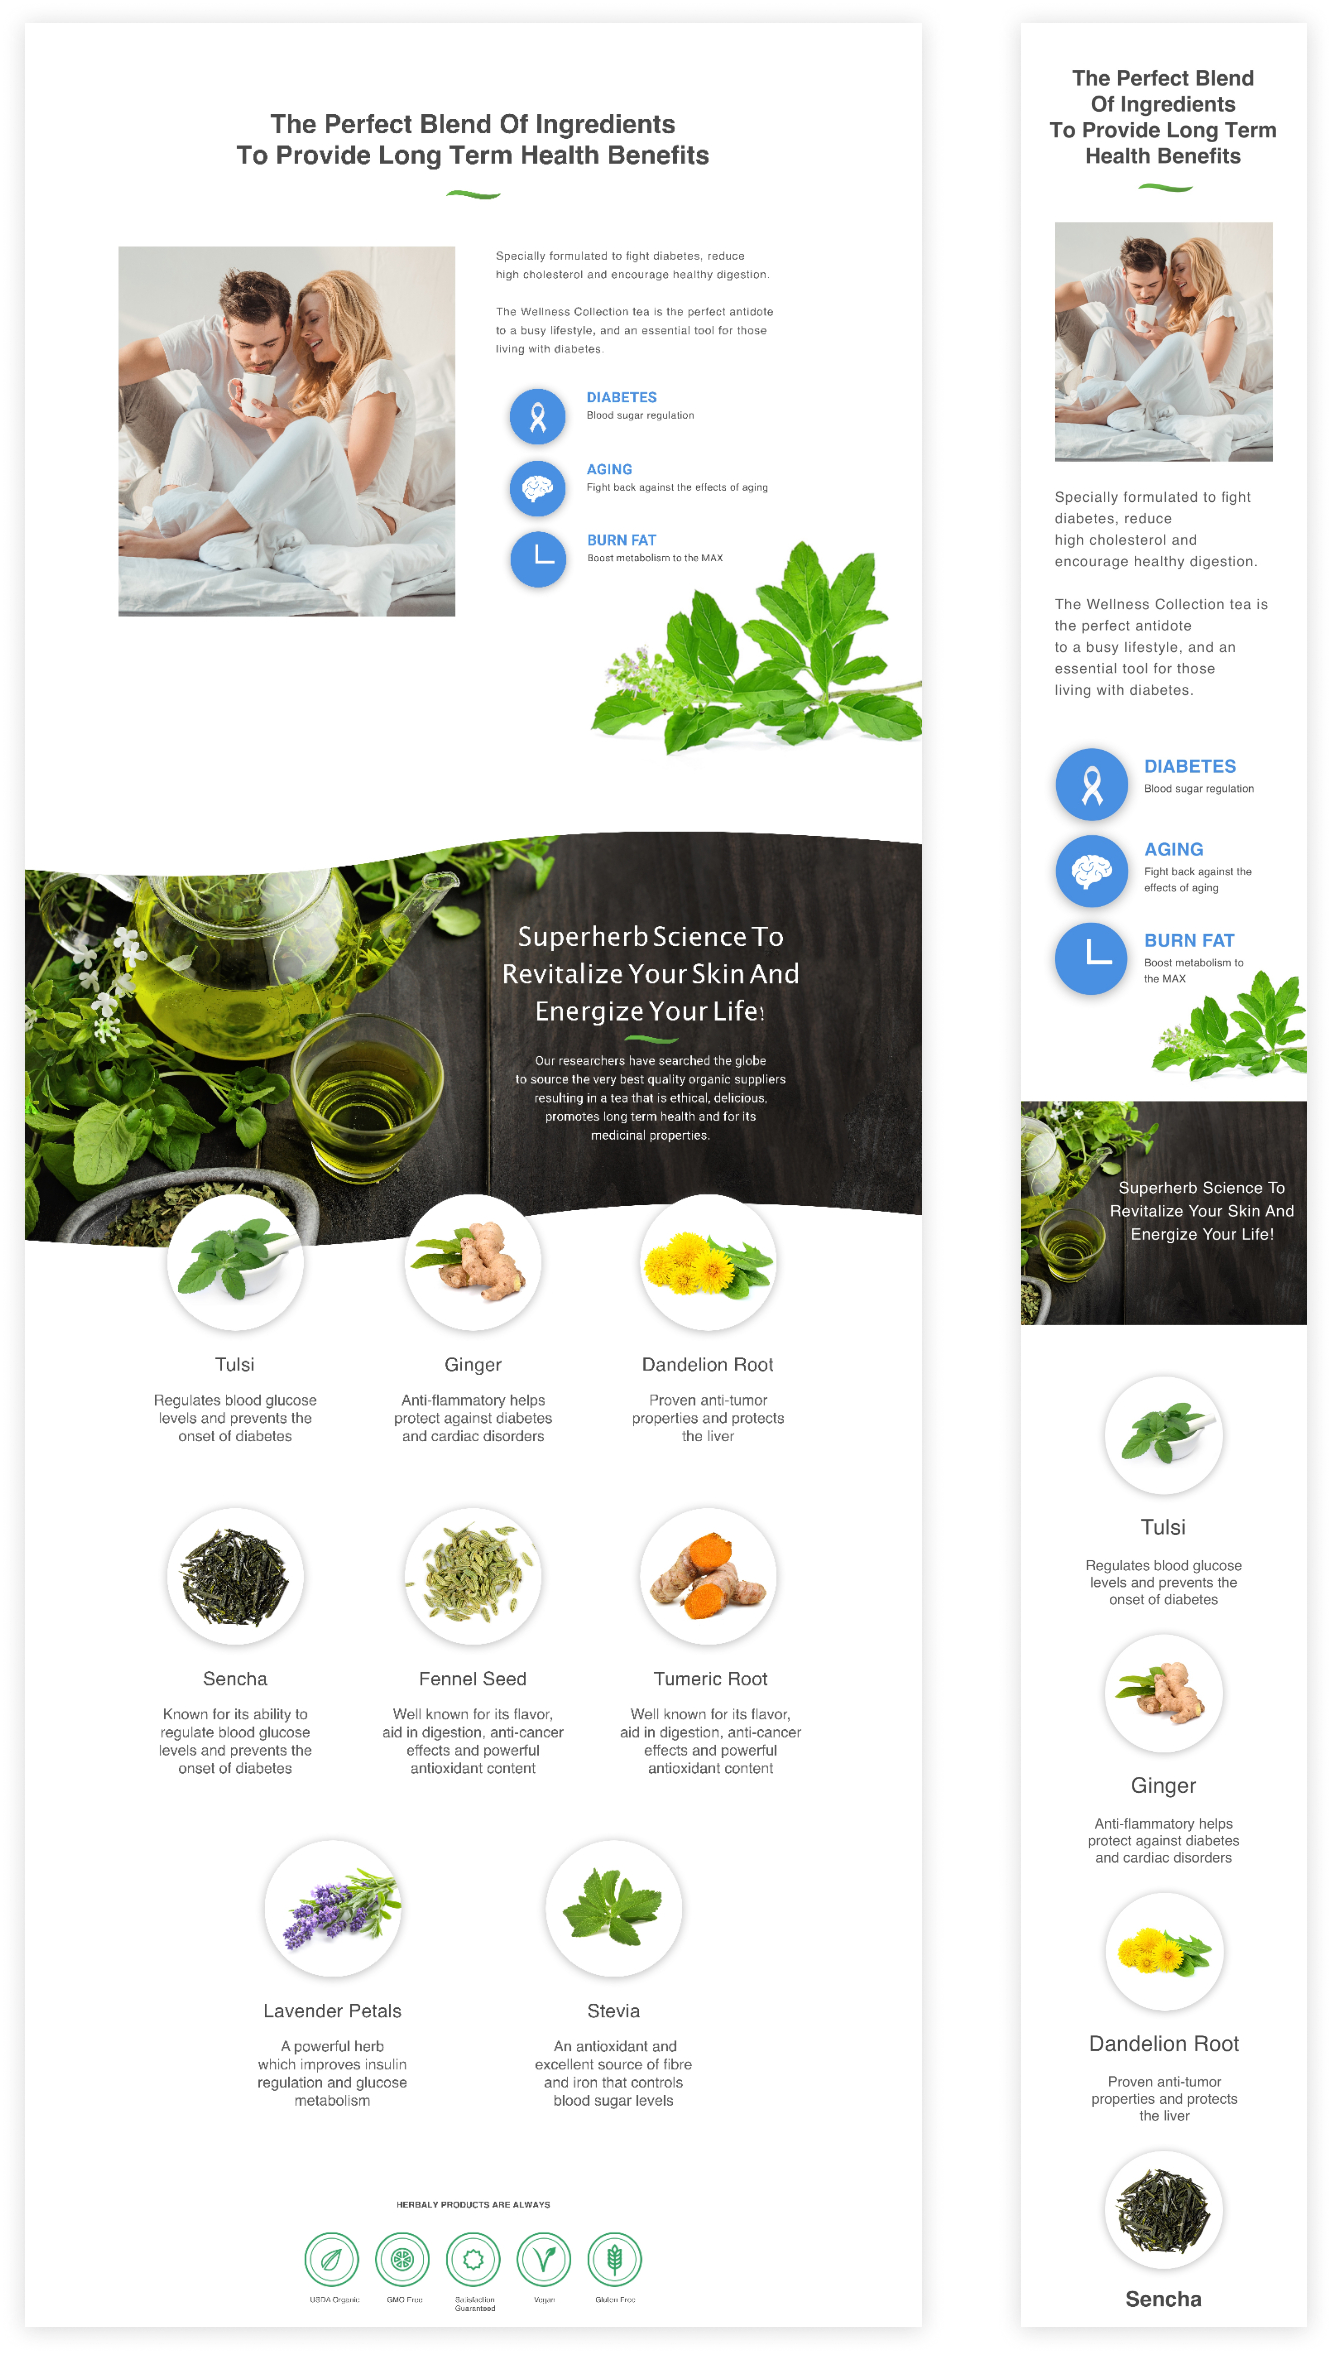 The Perfect Blend Of Ingredients
To Provide Long Term Health Benefits
Specially formulated to fight diabetes, reduce
high cholesterol and encourage healthy digestion.
The Wellness Collection tea is the perfect antidote
to a busy lifestyle, and an essential tool for those
living with diabetes.
DIABETES
Blood sugar regulation
AGING
Fight back against the effects of aging
BURN FAT
Boost metabolism to the MAX
Superherb Science To
Revitalize Your Skin And
Energize Your Life!
Our researchers have searched the globe
to source the very best quality organic suppliers
resulting in a tea that is ethical, delicious,
promotes long term health and for its
medicinal properties.
Tulsi
Regulates blood glucose
levels and prevents the
onset of diabetes
Ginger
Anti-flammatory helps
protect against diabetes
and cardiac disorders
Dandelion Root
Proven anti-tumor
properties and protects
the liver
Sencha
Known for its ability to
regulate blood glucose
levels and prevents the
onset of diabetes
Fennel Seed
Well known for its flavor,
aid in digestion, anti-cancer
effects and powerful
antioxidant content
Tumeric Root
Well known for its flavor,
aid in digestion, anti-cancer
effects and powerful
antioxidant content
Lavender Petals
A powerful herb
which improves insulin
regulation and glucose
metabolism
Stevia
An antioxidant and
excellent source of fibre
and iron that controls
blood sugar levels
HERBALY PRODUCTS ARE ALWAYS
USDA Organic
GMO Free
Satisfaction
Guaranteed
Vegan
Gluten Free
The Perfect Blend
Of Ingredients
To Provide Long Term
Health Benefits
Specially formulated to fight
diabetes, reduce
high cholesterol and
encourage healthy digestion.
The Wellness Collection tea is
the perfect antidote
to a busy lifestyle, and an
essential tool for those
living with diabetes.
DIABETES
Blood sugar regulation
AGING
Fight back against the
effects of aging
BURN FAT
Boost metabolism to
the MAX
Superherb Science To
Revitalize Your Skin And
Energize Your Life!
Tulsi
Regulates blood glucose
levels and prevents the
onset of diabetes
Ginger
Anti-flammatory helps
protect against diabetes
and cardiac disorders
Dandelion Root
Proven anti-tumor
properties and protects
the liver
Sencha